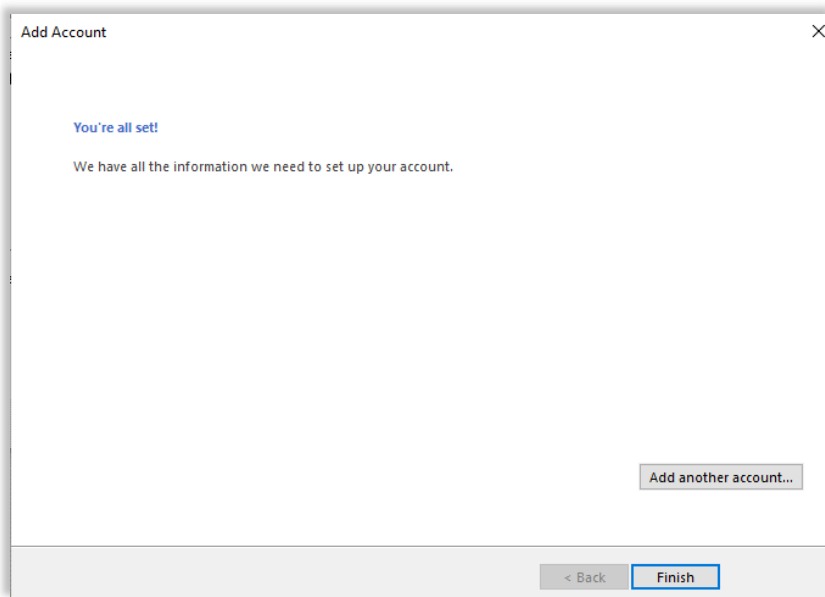 Add Account
You're all set!
We have all the information we need to set up your account.
Add another account...
< Back
Finish